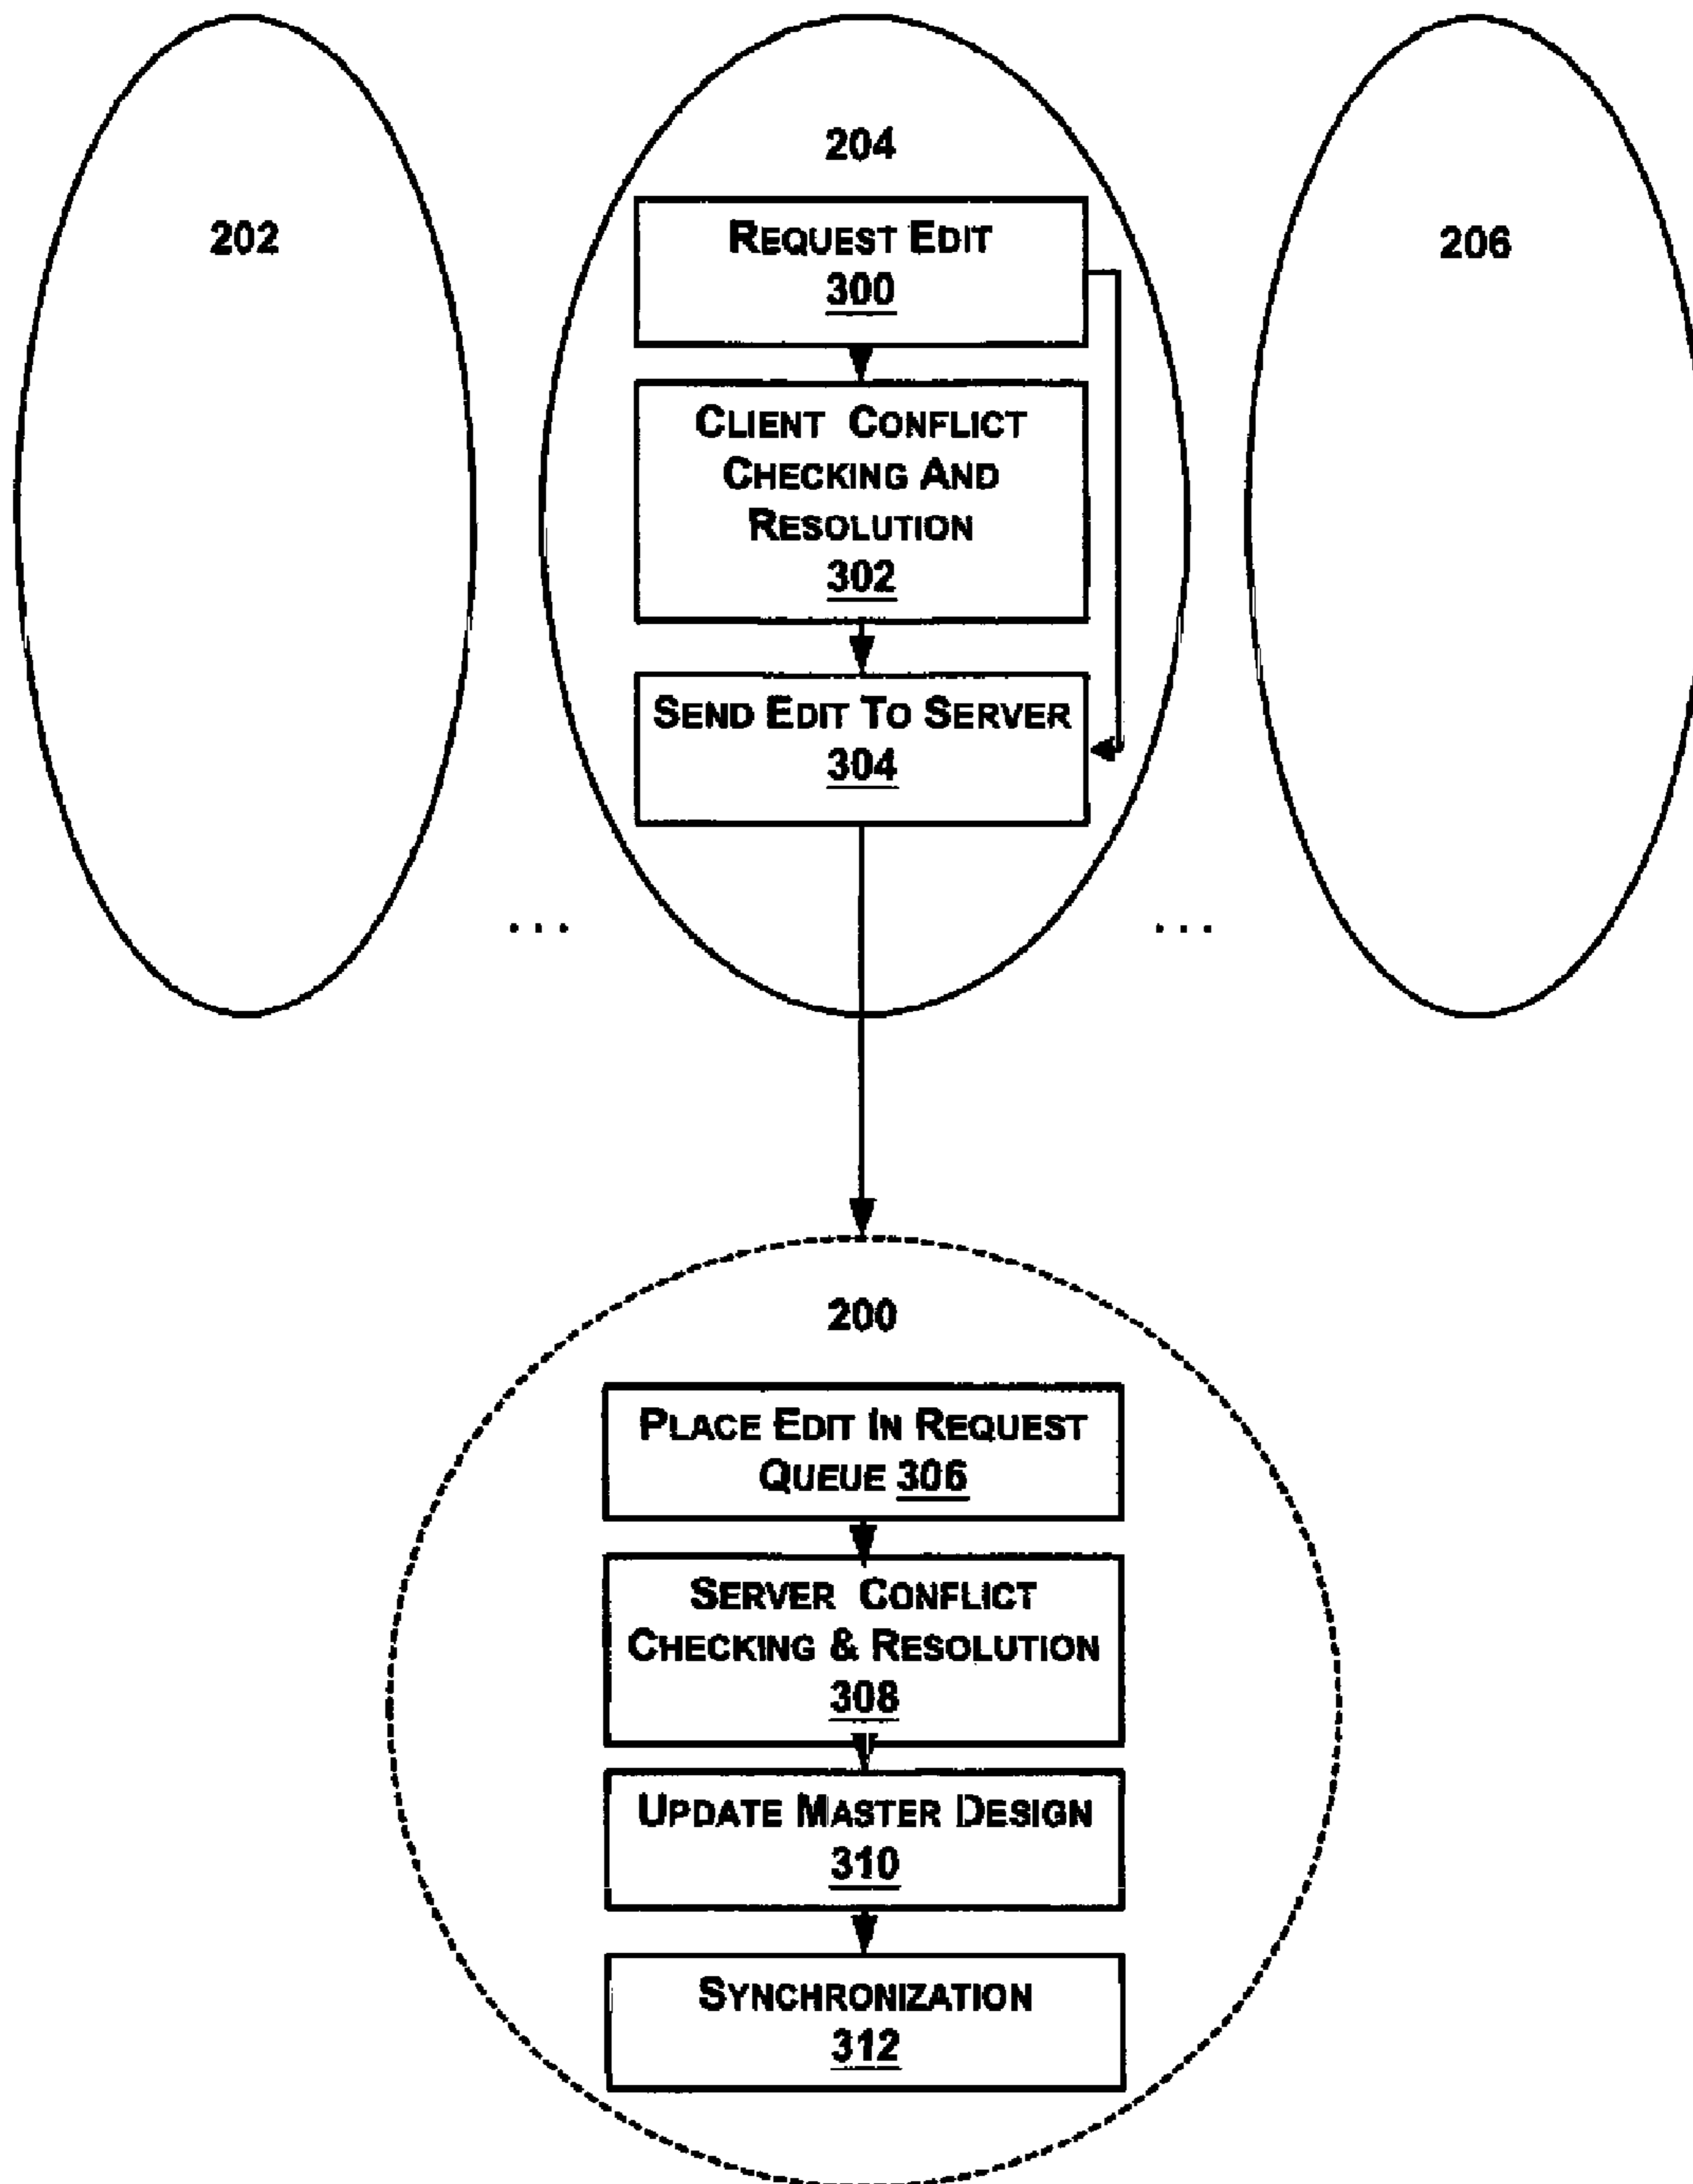 204
202
206
REQUEST EDIT
300
CLIENT CONFLICT
CHECKING AND
RESOLUTION
302
SEND EDIT TO SERVER
304
... ...
200
PLACE EDIT IN REQUEST
QUEUE 306
SERVER CONFLICT
CHECKING & RESOLUTION
308
UPDATE MASTER DESIGN
310
SYNCHRONIZATION
312